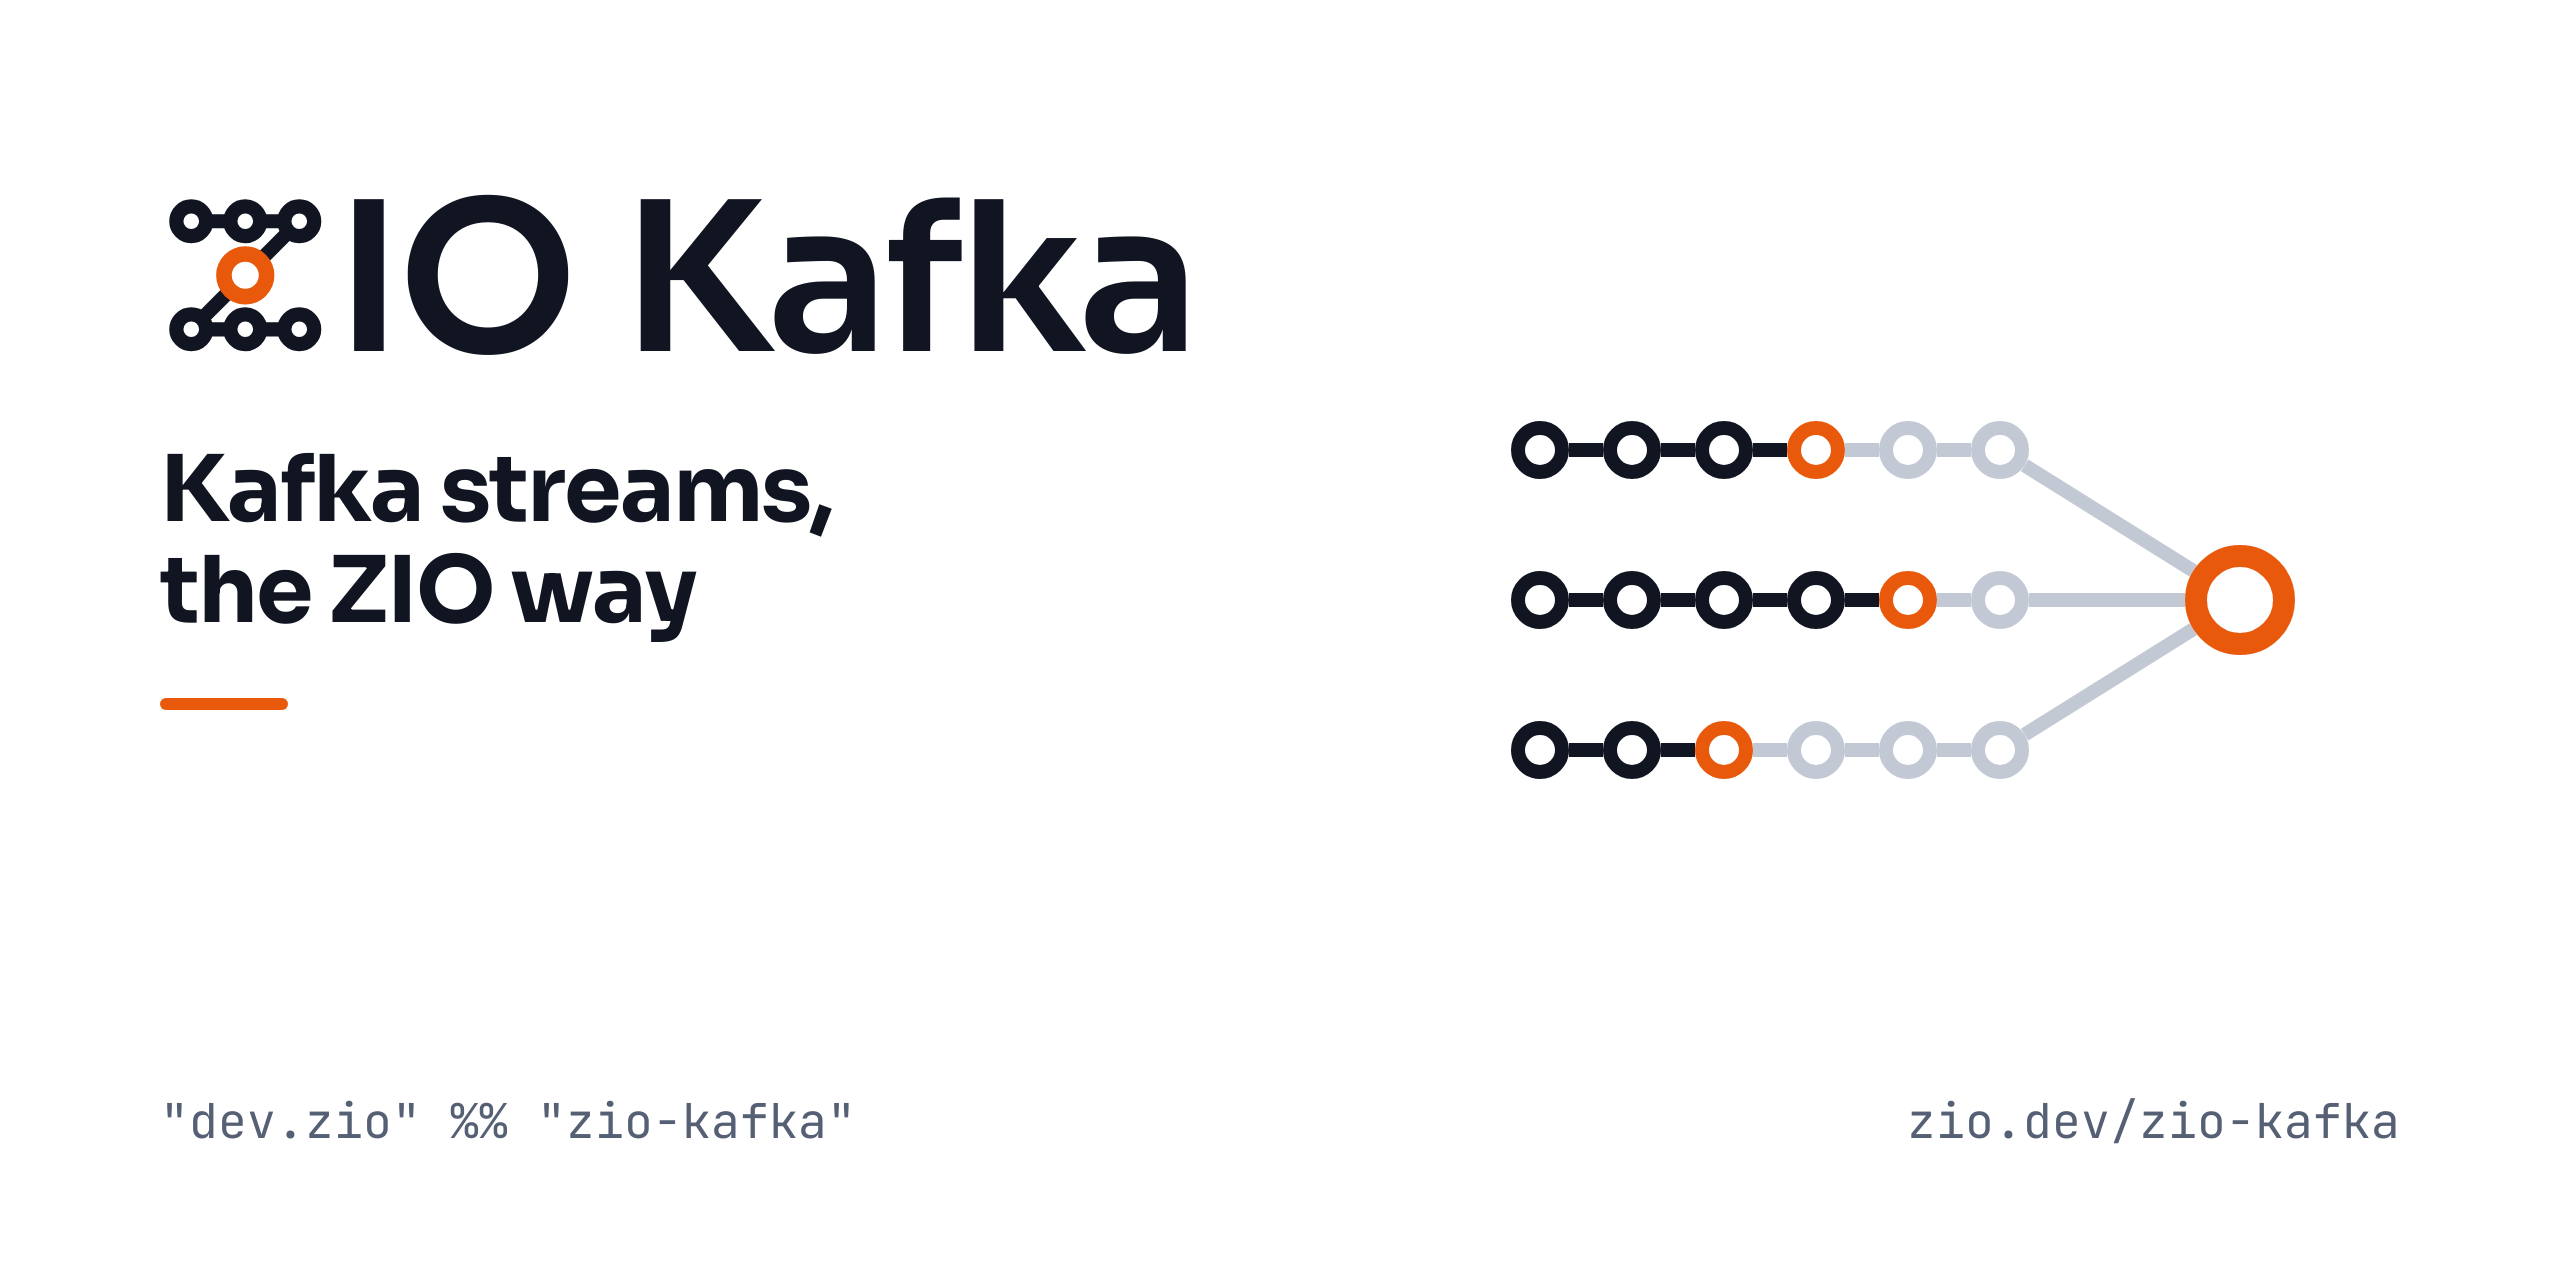 ZIO Kafka
Kafka streams,
the ZIO way
"dev.zio" %% "zio-kafka"
zio.dev/zio-kafka